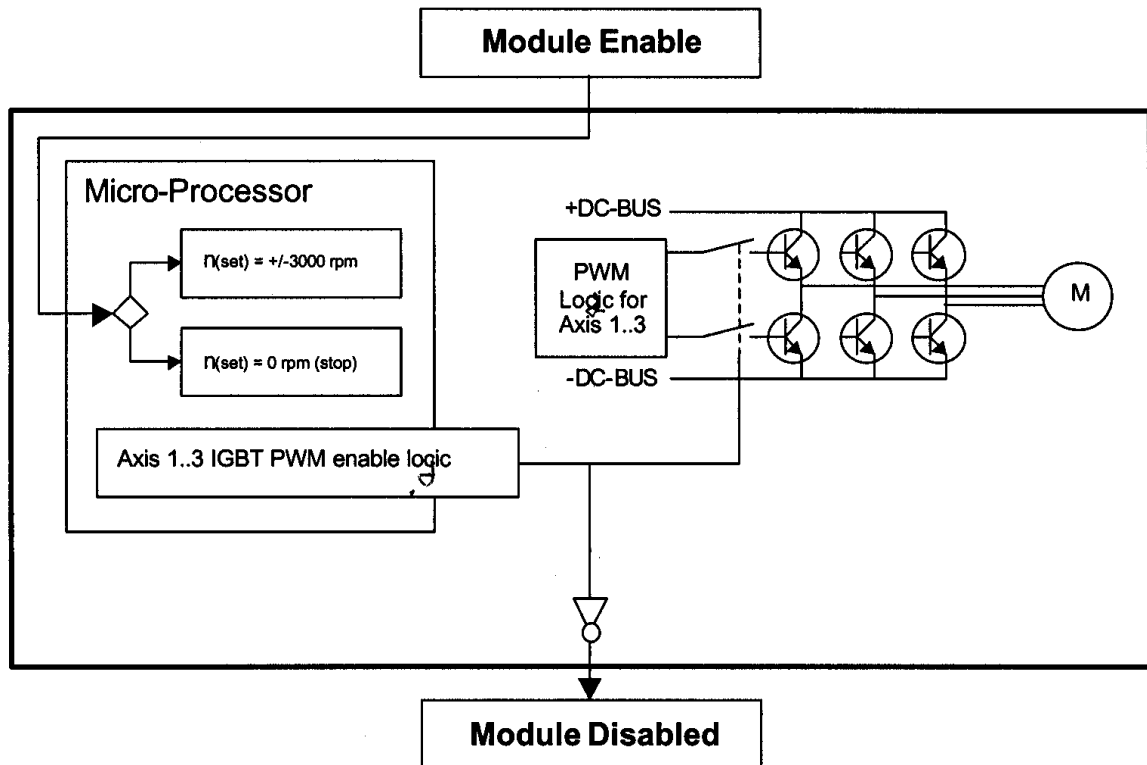 Module Enable
Micro-Processor
n(set) = +/-3000 rpm
n(set) = 0 rpm (stop)
Axis 1..3 IGBT PWM enable logic
+DC-BUS
PWM
Logic for
Axis 1..3
-DC-BUS
M
Module Disabled